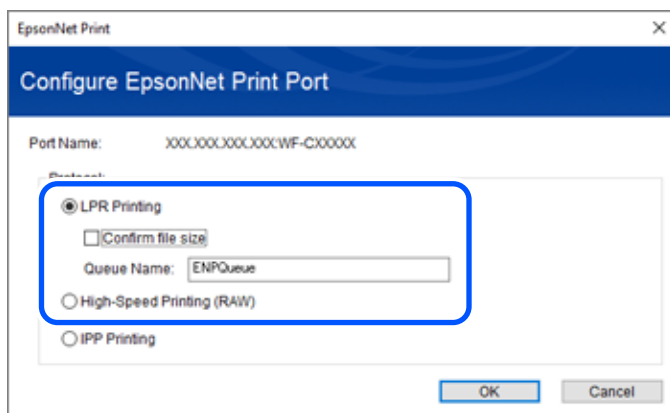 EpsonNet Print
Configure EpsonNet Print Port
Port Name: XXX.XXX.XXX.XXX:WF-CXXXXX
Protocol:
LPR Printing
Confirm file size
Queue Name: ENPQueue
High-Speed Printing (RAW)
IPP Printing
OK Cancel